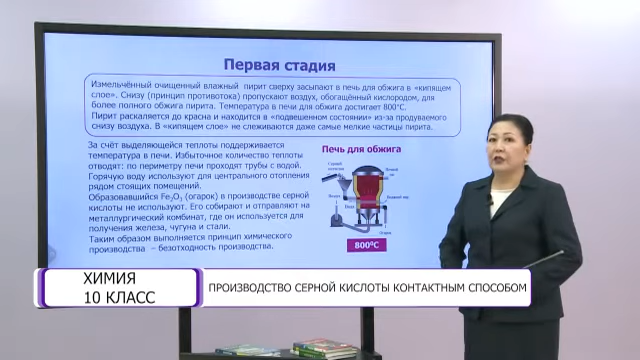 Первая стадия
Измельчённый очищенный влажный пирит сверху засыпают в печь для обжига в «кипящем
слое». Снизу (принцип противотока) пропускают воздух, обогащённый кислородом, для
более полного обжига пирита. Температура в печи для обжига достигает 800°С.
Пирит раскаляется до красна и находится в «подвешенном состоянии» из-за продуваемого
снизу воздуха. В «кипящем слое» не слеживаются даже самые мелкие частицы пирита.
За счёт выделяющейся теплоты поддерживается
температура в печи. Избыточное количество теплоты
отводят: по периметру печи проходят трубы с водой.
Горячую воду используют для центрального отопления
рядом стоящих помещений.
Образовавшийся Fe₂O₃ (огарок) в производстве серной
кислоты не используют. Его собирают и отправляют на
металлургический комбинат, где он используется для
получения железа, чугуна и стали.
Таким образом выполняется принцип химического
производства – безотходность производства.
Печь для обжига
Огарок
800°С
ХИМИЯ
10 КЛАСС
ПРОИЗВОДСТВО СЕРНОЙ КИСЛОТЫ КОНТАКТНЫМ СПОСОБОМ